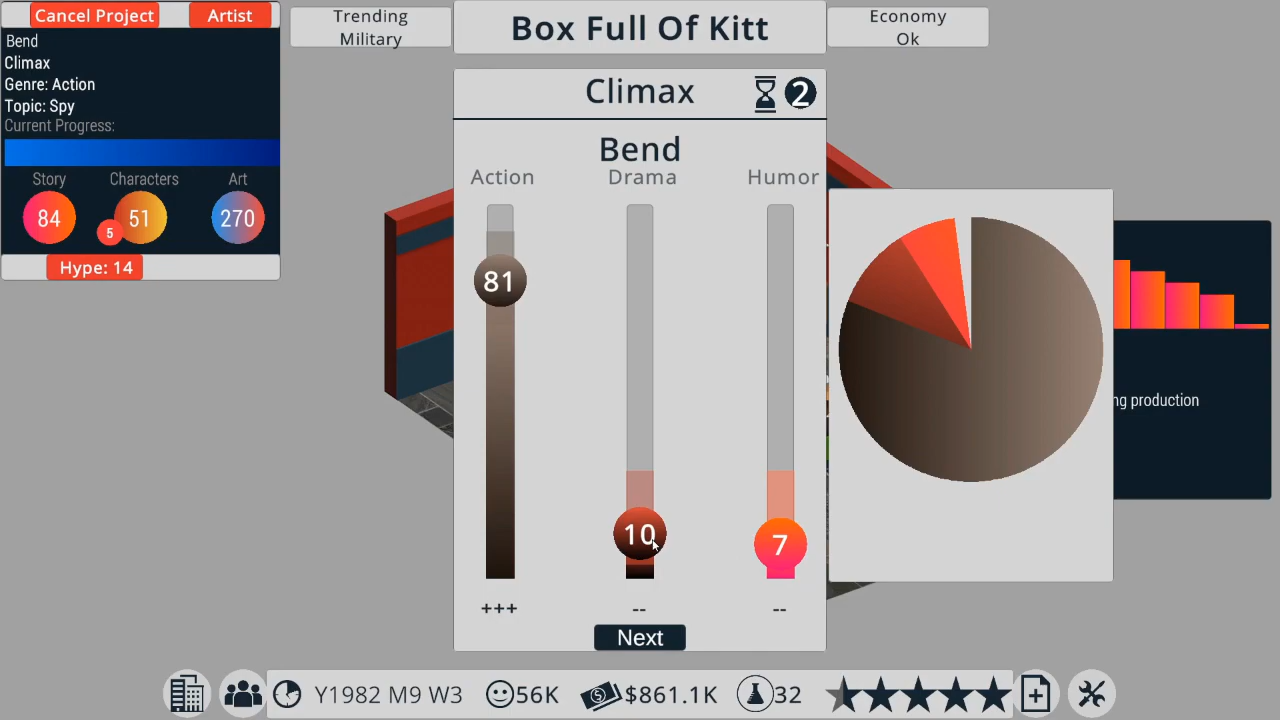 Cancel Project
Artist
Bend
Climax
Genre: Action
Topic: Spy
Current Progress:
Story
Characters
Art
84
5
51
270
Hype: 14
Trending
Military
Box Full Of Kitt
Economy
Ok
Climax
2
Bend
Action
Drama
Humor
81
10
7
+++
--
--
Next
ng production
Y1982 M9 W3
56K
$861.1K
32